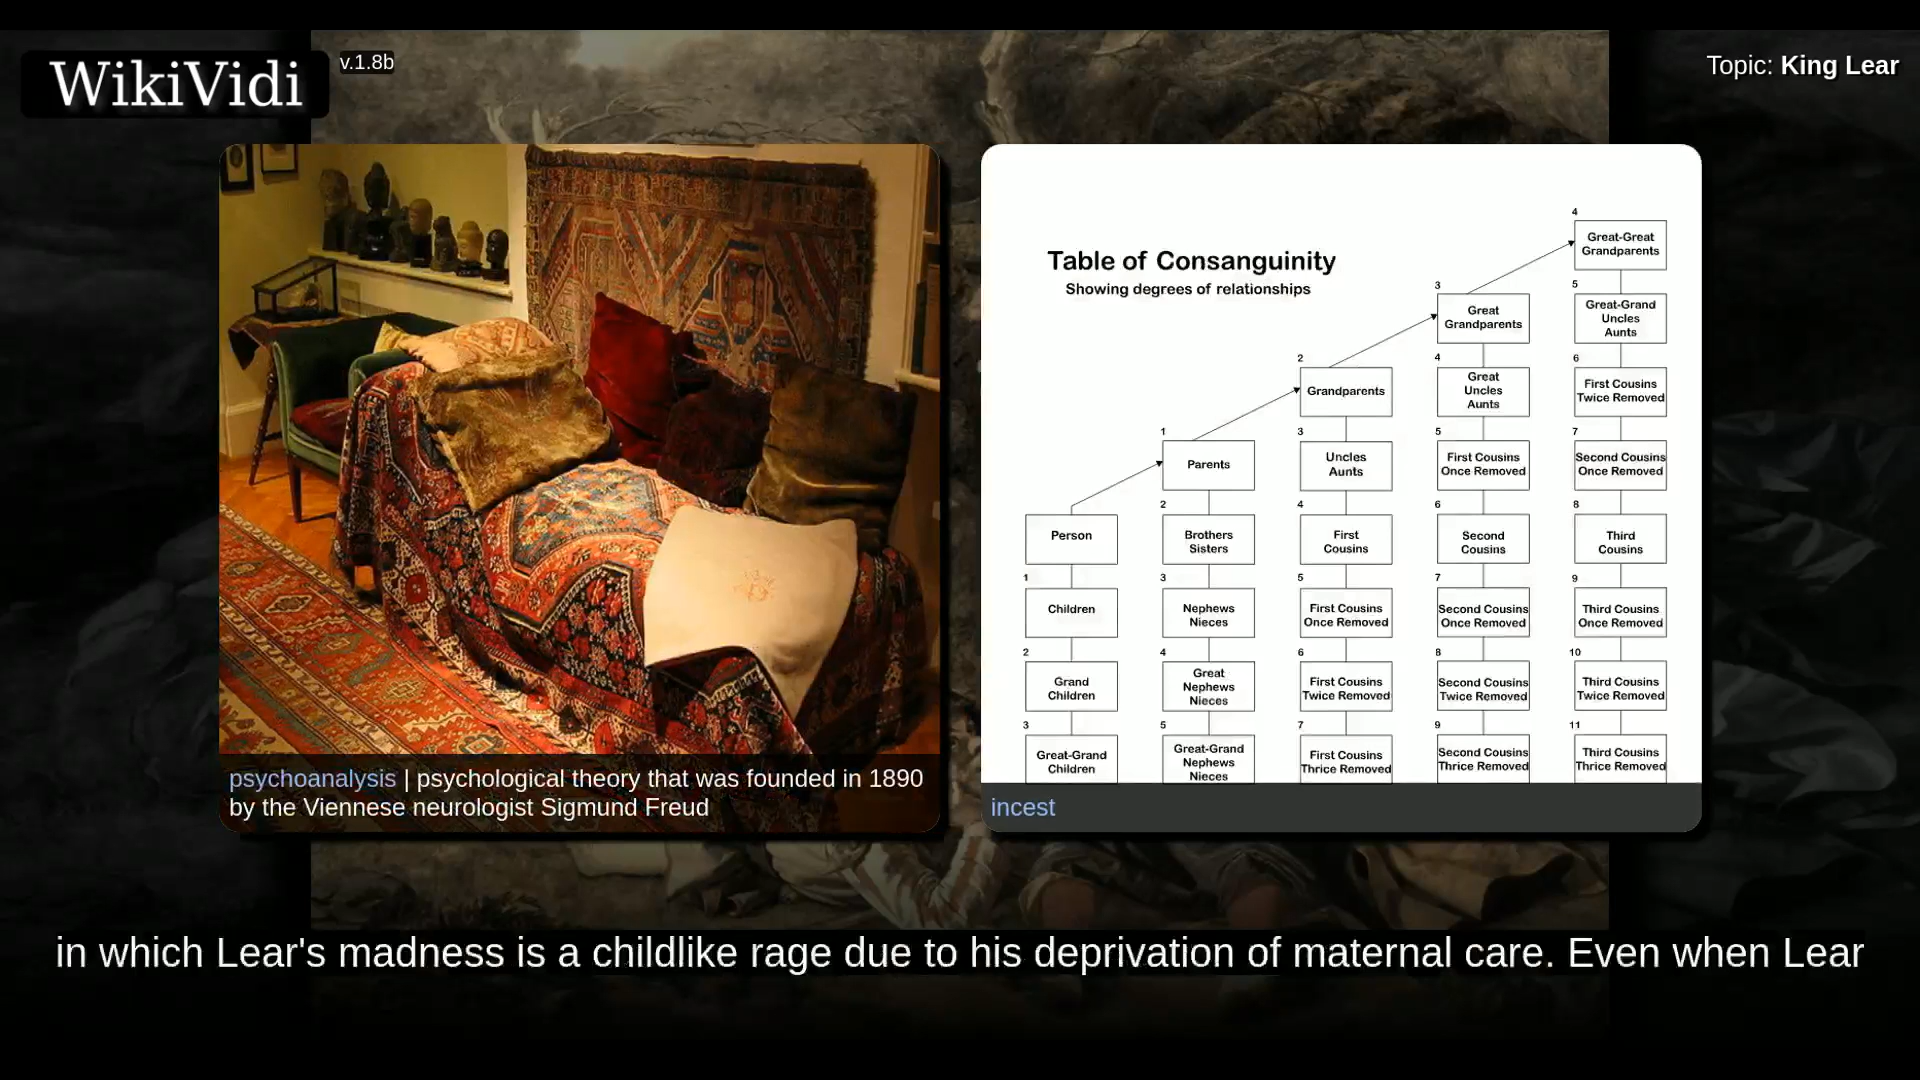 WikiVidi
v.1.8b
Topic: King Lear
Table of Consanguinity
Showing degrees of relationships
4
Great-Great
Grandparents
3
Great
Grandparents
5
Great-Grand
Uncles
Aunts
2
Grandparents
4
Great
Uncles
Aunts
6
First Cousins
Twice Removed
1
Parents
3
Uncles
Aunts
5
First Cousins
Once Removed
7
Second Cousins
Once Removed
Person
2
Brothers
Sisters
4
First
Cousins
6
Second
Cousins
8
Third
Cousins
1
Children
3
Nephews
Nieces
5
First Cousins
Once Removed
7
Second Cousins
Once Removed
9
Third Cousins
Once Removed
2
Grand
Children
4
Great
Nephews
Nieces
6
First Cousins
Twice Removed
8
Second Cousins
Twice Removed
10
Third Cousins
Twice Removed
3
Great-Grand
Children
5
Great-Grand
Nephews
Nieces
7
First Cousins
Thrice Removed
9
Second Cousins
Thrice Removed
11
Third Cousins
Thrice Removed
psychoanalysis | psychological theory that was founded in 1890
by the Viennese neurologist Sigmund Freud
incest
in which Lear's madness is a childlike rage due to his deprivation of maternal care. Even when Lear